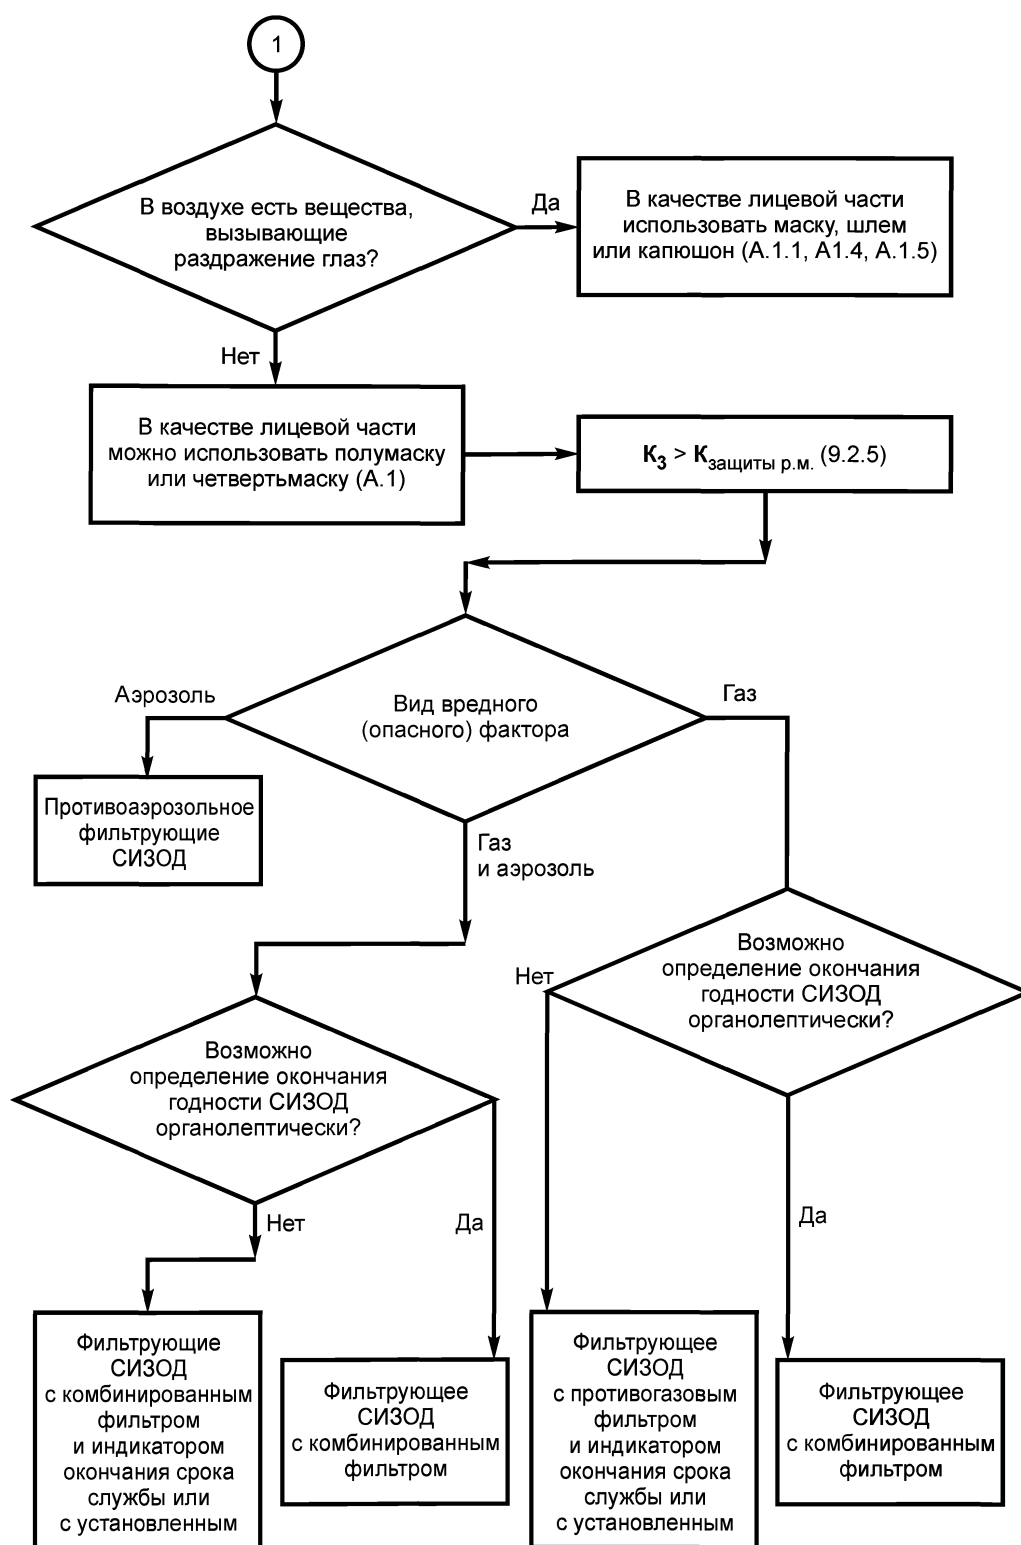 1
В воздухе есть вещества,
вызывающие
раздражение глаз?
Да
В качестве лицевой части
использовать маску, шлем
или капюшон (А.1.1, А1.4, А.1.5)
Нет
В качестве лицевой части
можно использовать полумаску
или четвертьмаску (А.1)
К3 > Кзащиты р.м. (9.2.5)
Аэрозоль
Вид вредного
(опасного) фактора
Газ
Противоаэрозольное
фильтрующие
СИЗОД
Газ
и аэрозоль
Возможно
определение окончания
годности СИЗОД
органолептически?
Нет
Возможно
определение окончания
годности СИЗОД
органолептически?
Нет
Да
Да
Фильтрующие
СИЗОД
с комбинированным
фильтром
и индикатором
окончания срока
службы или
с установленным
Фильтрующее
СИЗОД
с комбинированным
фильтром
Фильтрующее
СИЗОД
с противогазовым
фильтром
и индикатором
окончания срока
службы или
с установленным
Фильтрующее
СИЗОД
с комбинированным
фильтром